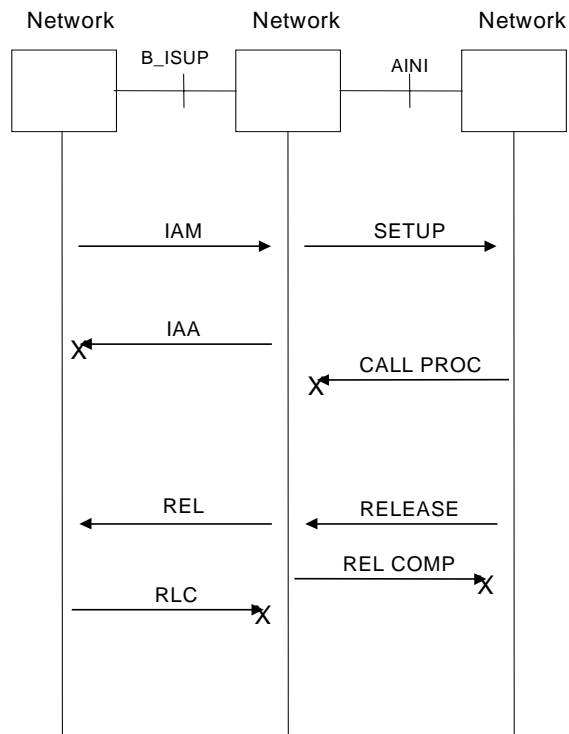 Network Network Network
B_ISUP AINI
IAM SETUP
IAA
X
CALL PROC
X
REL RELEASE
REL COMP
X
RLC
X